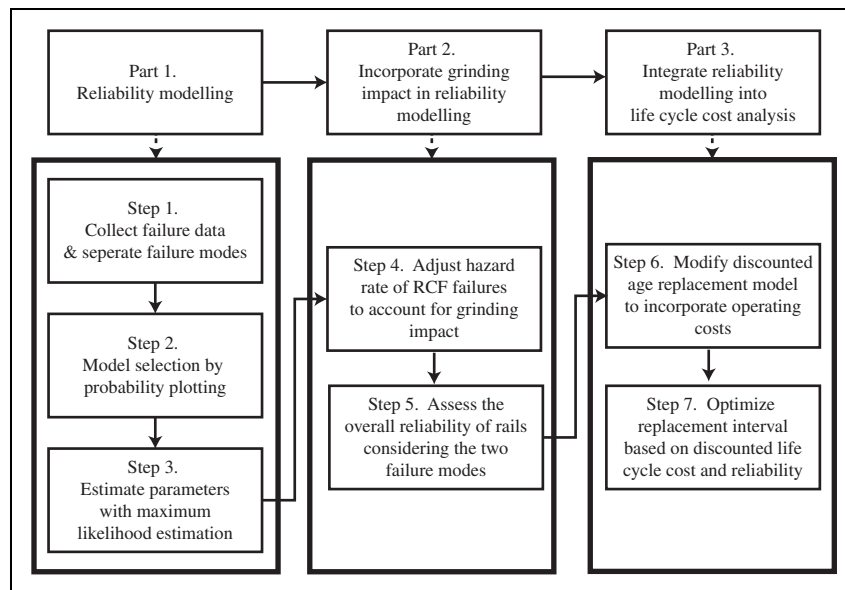 Part 1.
Reliability modelling
Part 2.
Incorporate grinding
impact in reliability
modelling
Part 3.
Integrate reliability
modelling into
life cycle cost analysis
Step 1.
Collect failure data
& seperate failure modes
Step 2.
Model selection by
probability plotting
Step 3.
Estimate parameters
with maximum
likelihood estimation
Step 4.  Adjust hazard
rate of RCF failures
to account for grinding
impact
Step 5.  Assess the
overall reliability of rails
considering the two
failure modes
Step 6.  Modify discounted
age replacement model
to incorporate operating
costs
Step 7.  Optimize
replacement interval
based on discounted life
cycle cost and reliability